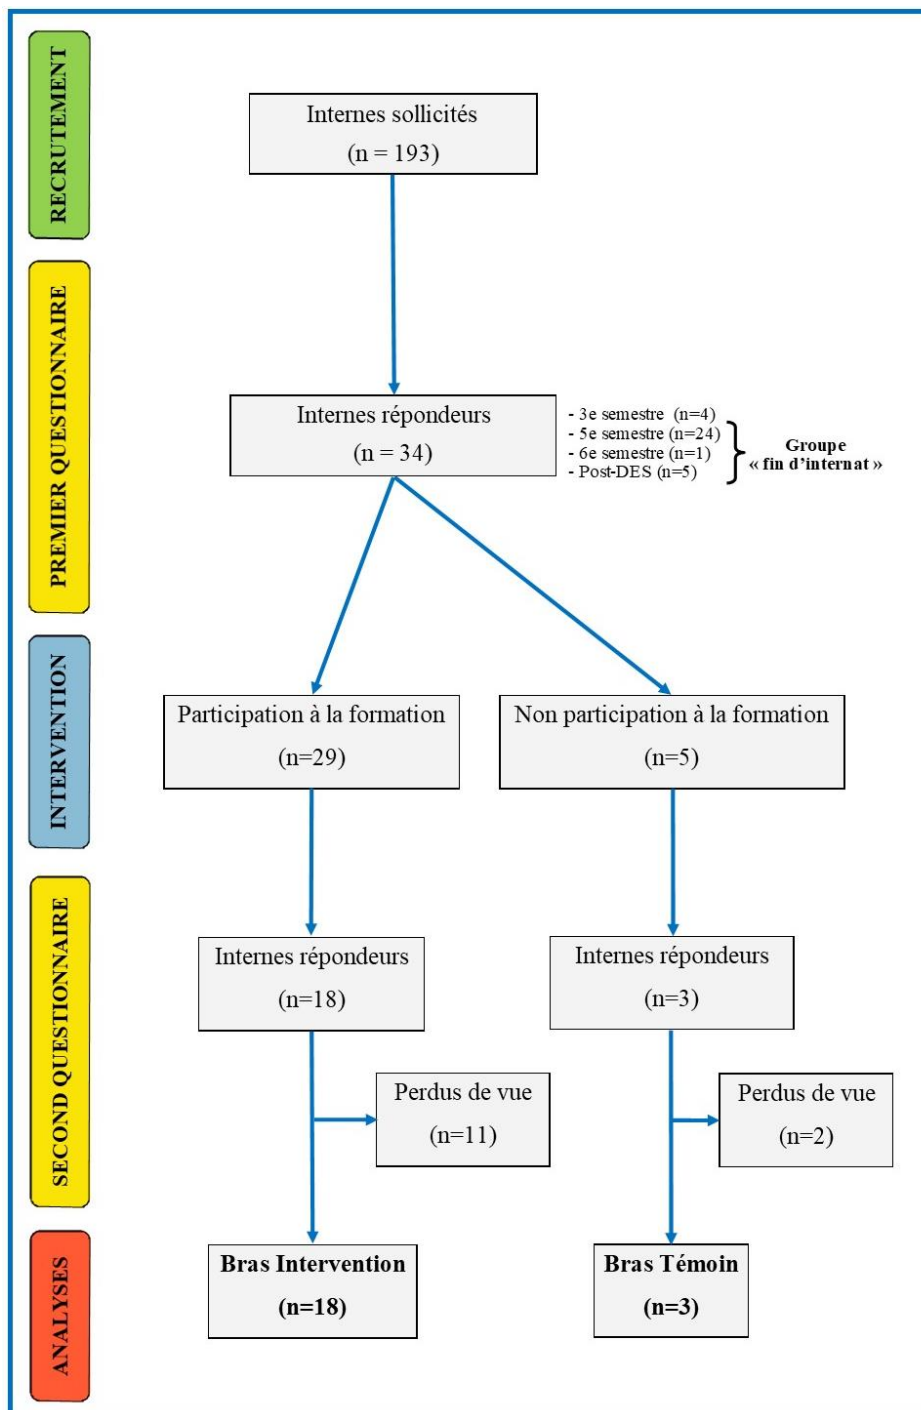 RECRUTEMENT
Internes sollicités
(n = 193)
PREMIER QUESTIONNAIRE
Internes répondeurs
(n = 34)
- 3e semestre (n=4)
- 5e semestre (n=24)
- 6e semestre (n=1)
- Post-DES (n=5)
Groupe
« fin d’internat »
INTERVENTION
Participation à la formation
(n=29)
Non participation à la formation
(n=5)
SECOND QUESTIONNAIRE
Internes répondeurs
(n=18)
Internes répondeurs
(n=3)
Perdus de vue
(n=11)
Perdus de vue
(n=2)
ANALYSES
Bras Intervention
(n=18)
Bras Témoin
(n=3)